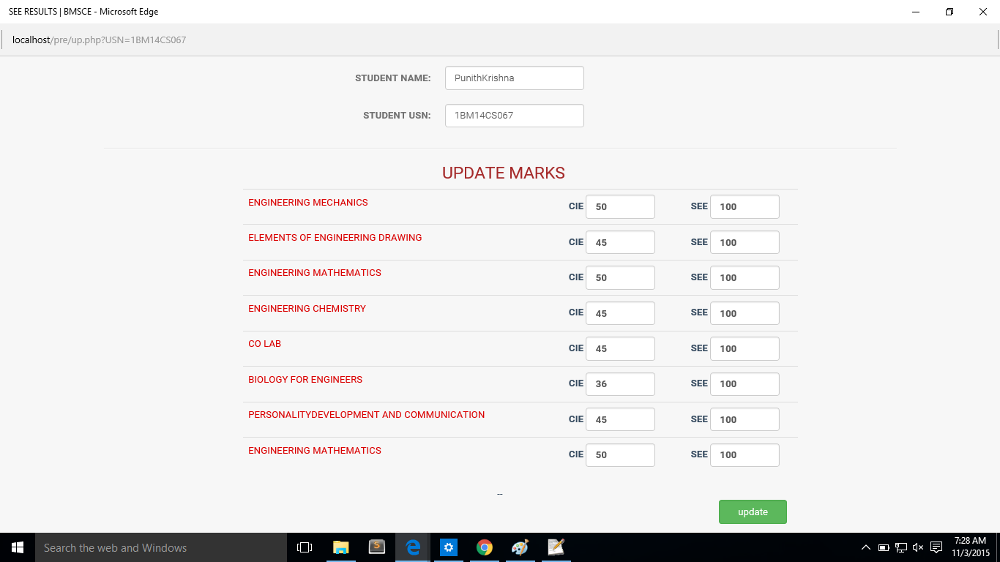 SEE RESULTS | BMSCE - Microsoft Edge
localhost/pre/up.php?USN=1BM14CS067
STUDENT NAME: PunithKrishna
STUDENT USN: 1BM14CS067
UPDATE MARKS
ENGINEERING MECHANICS CIE 50 SEE 100
ELEMENTS OF ENGINEERING DRAWING CIE 45 SEE 100
ENGINEERING MATHEMATICS CIE 50 SEE 100
ENGINEERING CHEMISTRY CIE 45 SEE 100
CO LAB CIE 45 SEE 100
BIOLOGY FOR ENGINEERS CIE 36 SEE 100
PERSONALITYDEVELOPMENT AND COMMUNICATION CIE 45 SEE 100
ENGINEERING MATHEMATICS CIE 50 SEE 100
--
update
Search the web and Windows
7:28 AM
11/3/2015